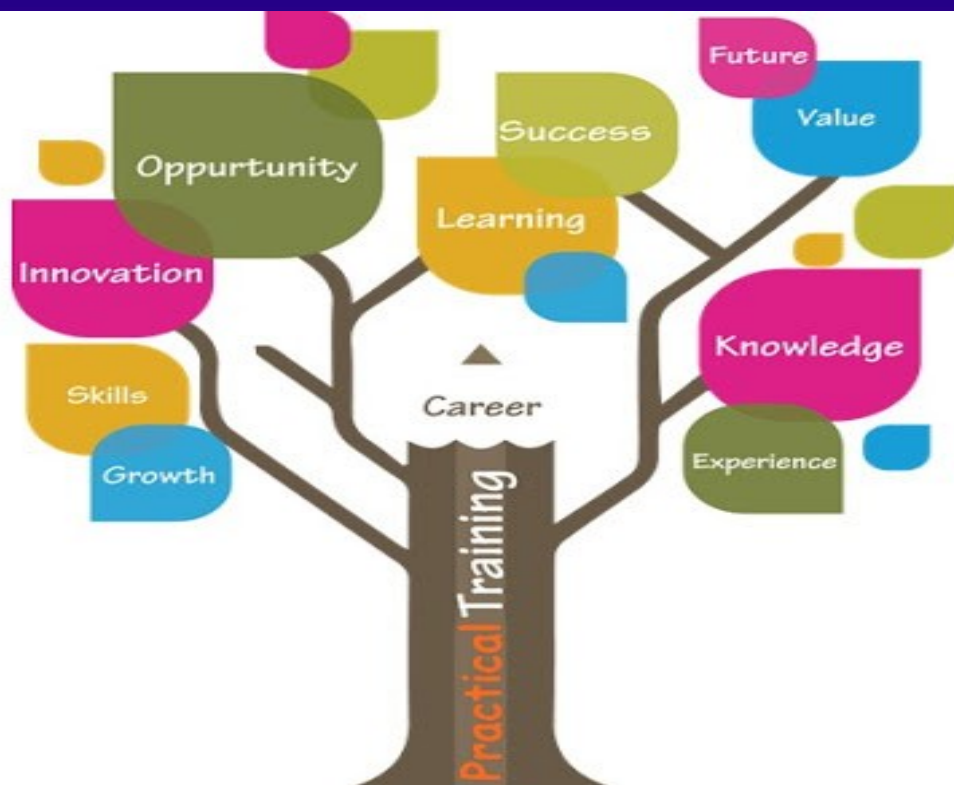 Future
Value
Success
Oppurtunity
Learning
Innovation
Knowledge
Skills
Career
Experience
Growth
Practical Training